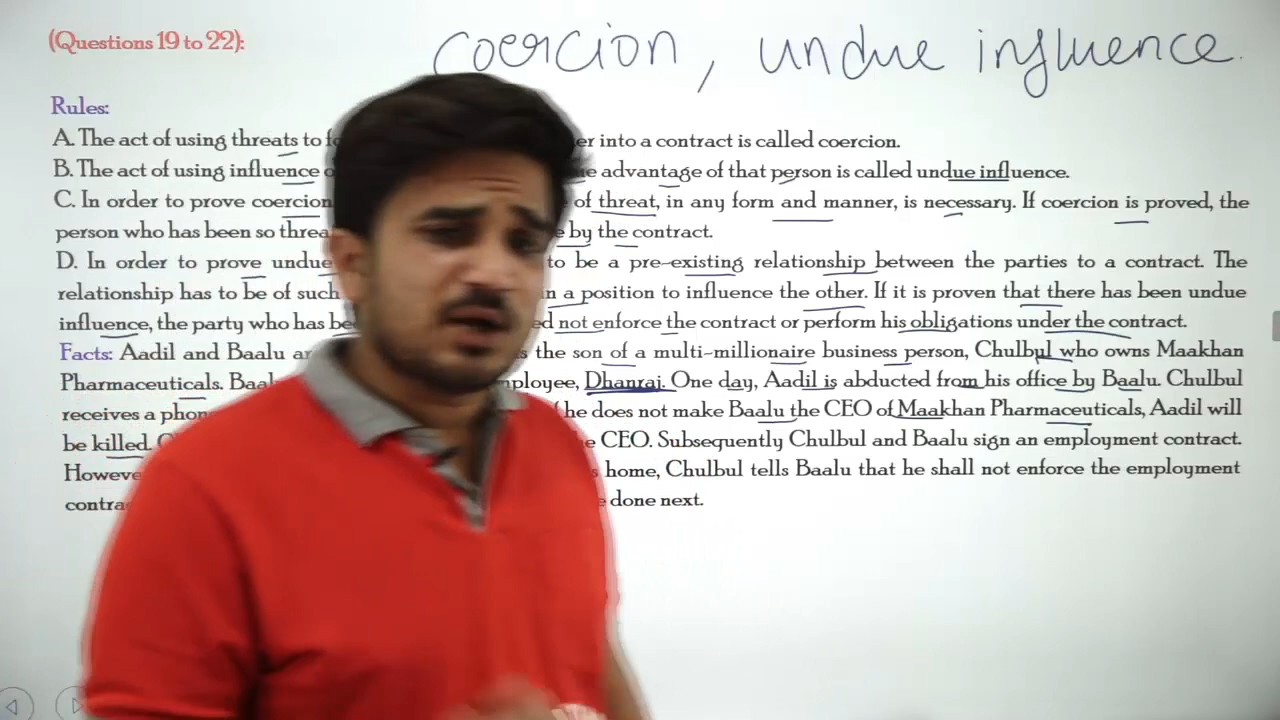 (Questions 19 to 22):
coercion, undue influence.
Rules:
A. The act of using threats to er into a contract is called coercion.
B. The act of using influence advantage of that person is called undue influence.
C. In order to prove coercion of threat, in any form and manner, is necessary. If coercion is proved, the
person who has been so by the contract.
D. In order to prove to be a pre-existing relationship between the parties to a contract. The
relationship has to be of such in a position to influence the other. If it is proven that there has been undue
influence, the party who has not enforce the contract or perform his obligations under the contract.
Facts: Aadil and Baalu the son of a multi-millionaire business person, Chulbul who owns Maakhan
Pharmaceuticals. Dhanraj. One day, Aadil is abducted from his office by Baalu. Chulbul
receives a he does not make Baalu the CEO of Maakhan Pharmaceuticals, Aadil will
be killed. CEO. Subsequently Chulbul and Baalu sign an employment contract.
home, Chulbul tells Baalu that he shall not enforce the employment
done next.